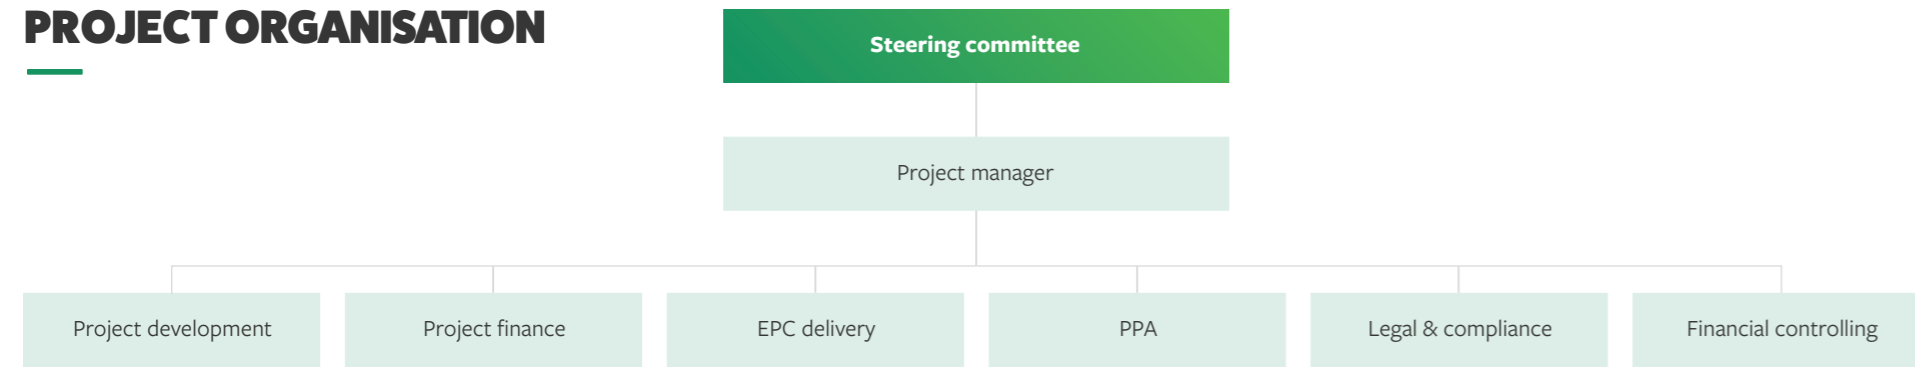 PROJECT ORGANISATION
Steering committee
Project manager
Project development
Project finance
EPC delivery
PPA
Legal & compliance
Financial controlling